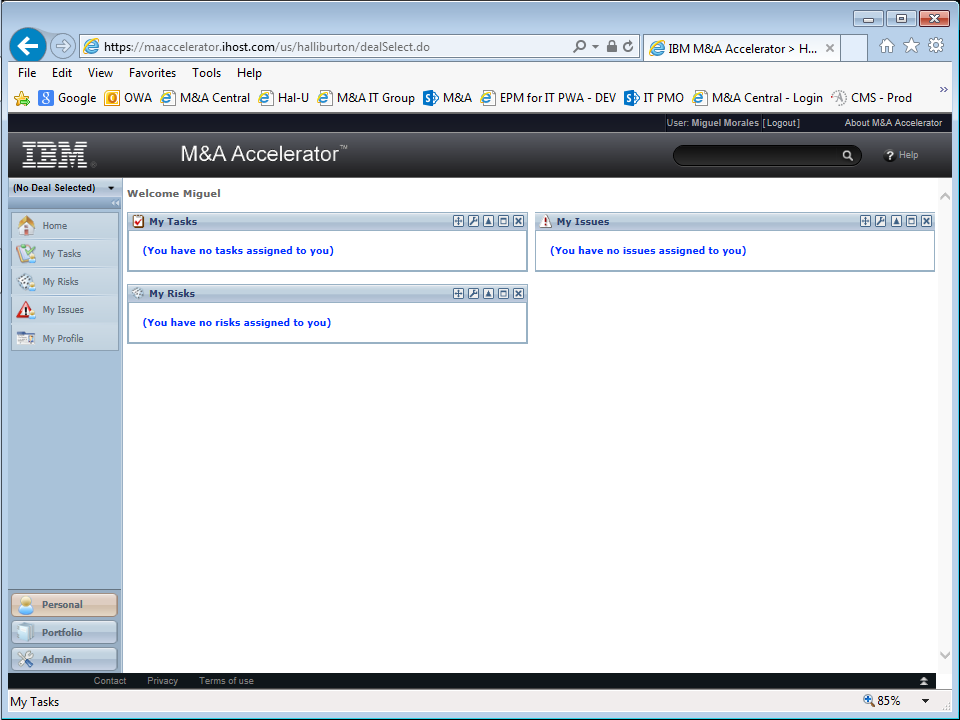 https://maaccelerator.ihost.com/us/halliburton/dealSelect.do
IBM M&A Accelerator > H...
File Edit View Favorites Tools Help
Google OWA M&A Central Hal-U M&A IT Group M&A EPM for IT PWA - DEV IT PMO M&A Central - Login CMS - Prod
User: Miguel Morales [Logout] About M&A Accelerator
IBM M&A Accelerator™ Help
(No Deal Selected)
Welcome Miguel
Home
My Tasks
My Risks
My Issues
My Profile
My Tasks
(You have no tasks assigned to you)
My Issues
(You have no issues assigned to you)
My Risks
(You have no risks assigned to you)
Personal
Portfolio
Admin
Contact Privacy Terms of use
My Tasks 85%